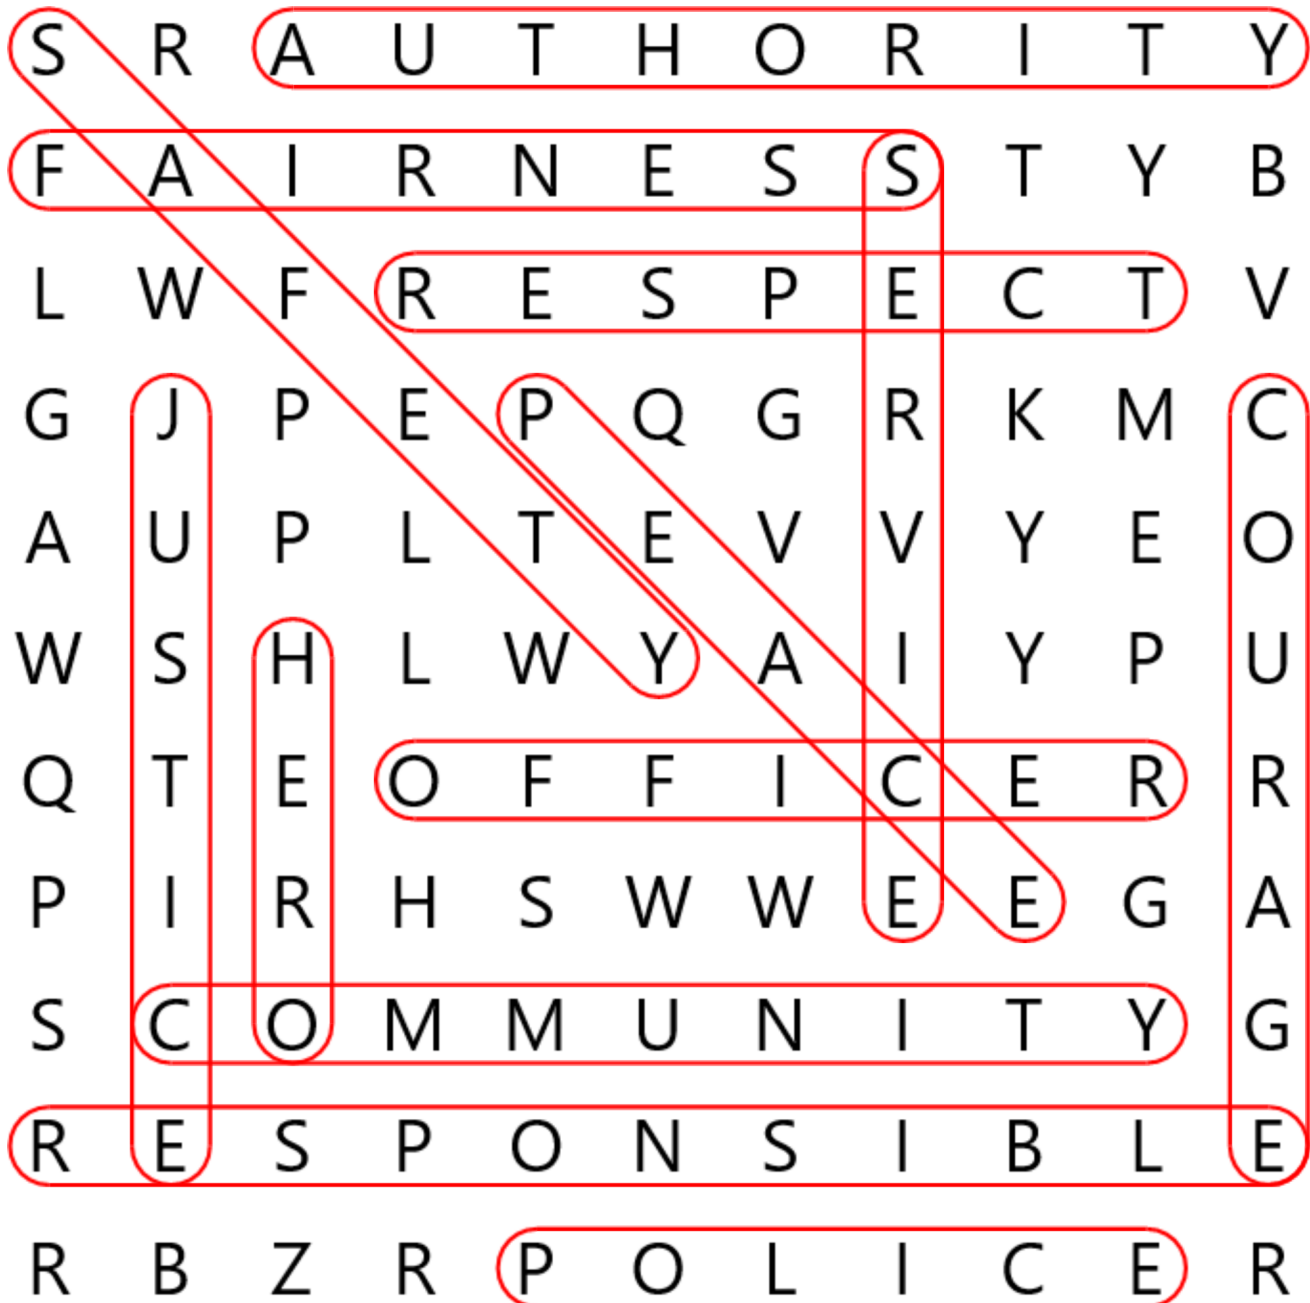 S R A U T H O R I T Y
F A I R N E S S T Y B
L W F R E S P E C T V
G J P E P Q G R K M C
A U P L T E V V Y E O
W S H L W Y A I Y P U
Q T E O F F I C E R R
P I R H S W W E E G A
S C O M M U N I T Y G
R E S P O N S I B L E
R B Z R P O L I C E R